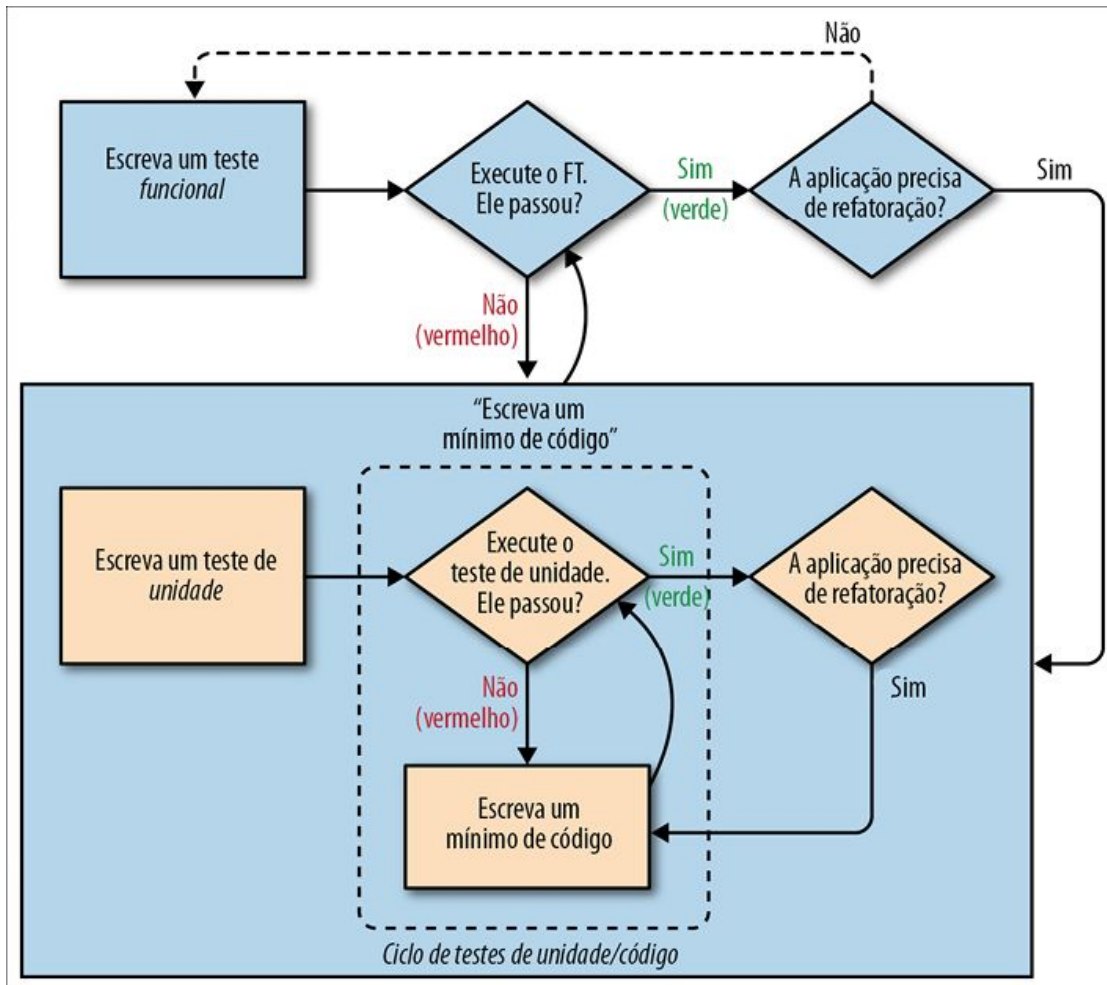 Não
Escreva um teste
funcional
Execute o FT.
Ele passou?
Sim
(verde)
A aplicação precisa
de refatoração?
Sim
Não
(vermelho)
“Escreva um
mínimo de código”
Escreva um teste de
unidade
Execute o
teste de unidade.
Ele passou?
Sim
(verde)
A aplicação precisa
de refatoração?
Não
(vermelho)
Sim
Escreva um
mínimo de código
Ciclo de testes de unidade/código